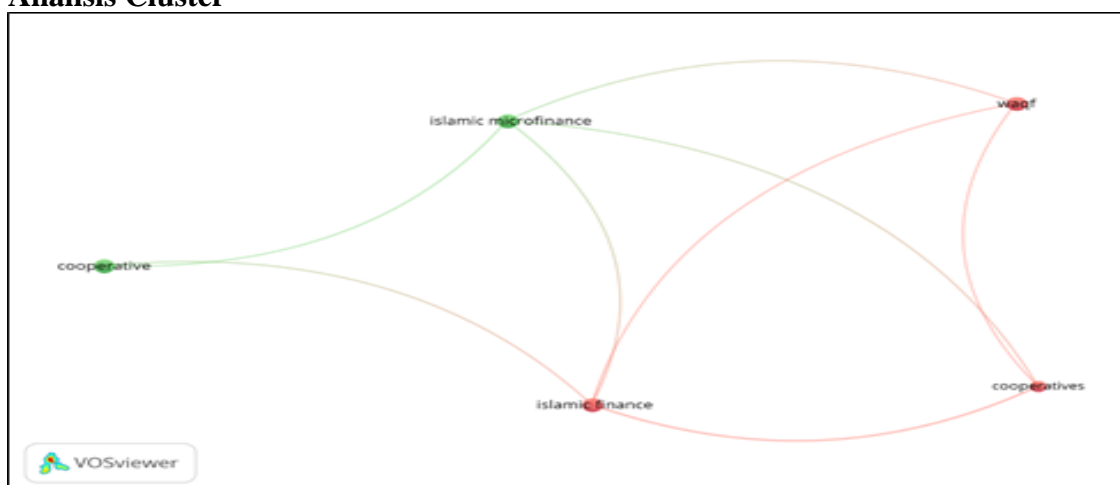 Analisis Cluster
waqf
islamic microfinance
cooperative
cooperatives
islamic finance
VOSviewer